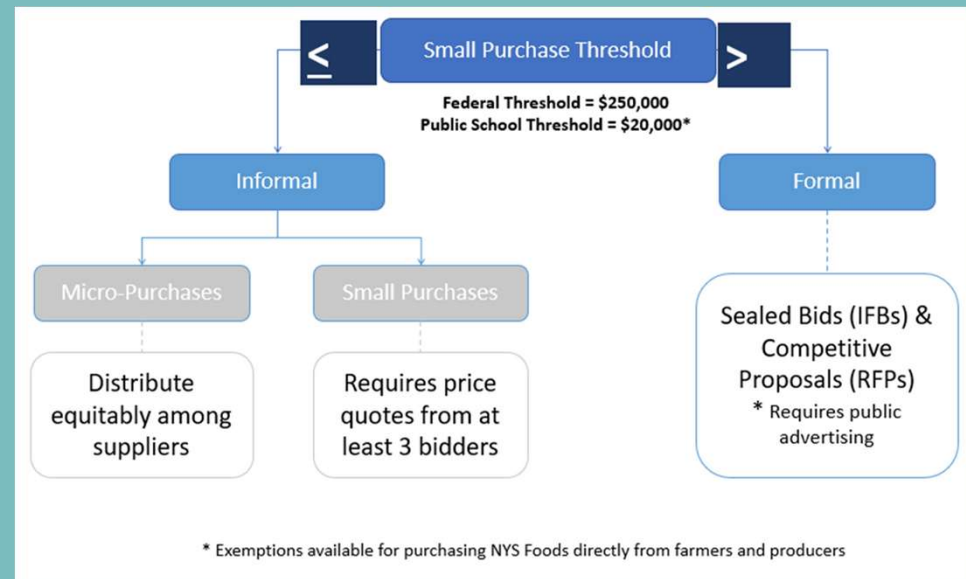 ≤
Small Purchase Threshold
>
Federal Threshold = $250,000
Public School Threshold = $20,000*
Informal
Formal
Micro-Purchases
Small Purchases
Distribute
equitably among
suppliers
Requires price
quotes from at
least 3 bidders
Sealed Bids (IFBs) &
Competitive
Proposals (RFPs)
* Requires public
advertising
* Exemptions available for purchasing NYS Foods directly from farmers and producers